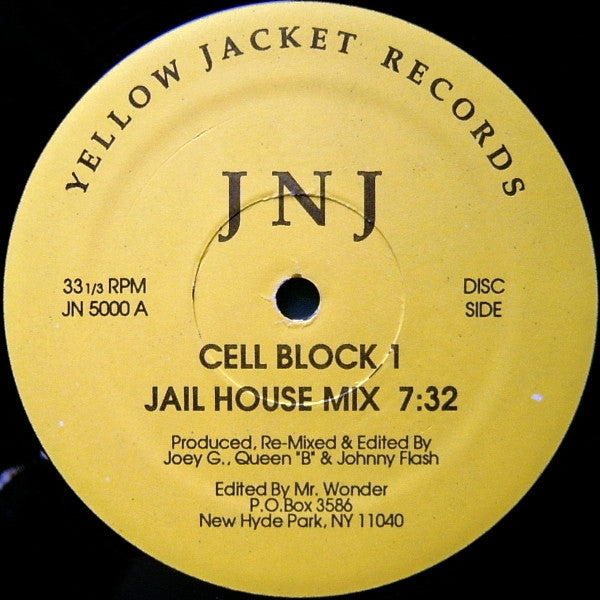 YELLOW JACKET RECORDS
JNJ
33 1/3 RPM
JN 5000 A
DISC
SIDE
CELL BLOCK 1
JAIL HOUSE MIX 7:32
Produced, Re-Mixed & Edited By
Joey G., Queen "B" & Johnny Flash
Edited By Mr. Wonder
P.O.Box 3586
New Hyde Park, NY 11040